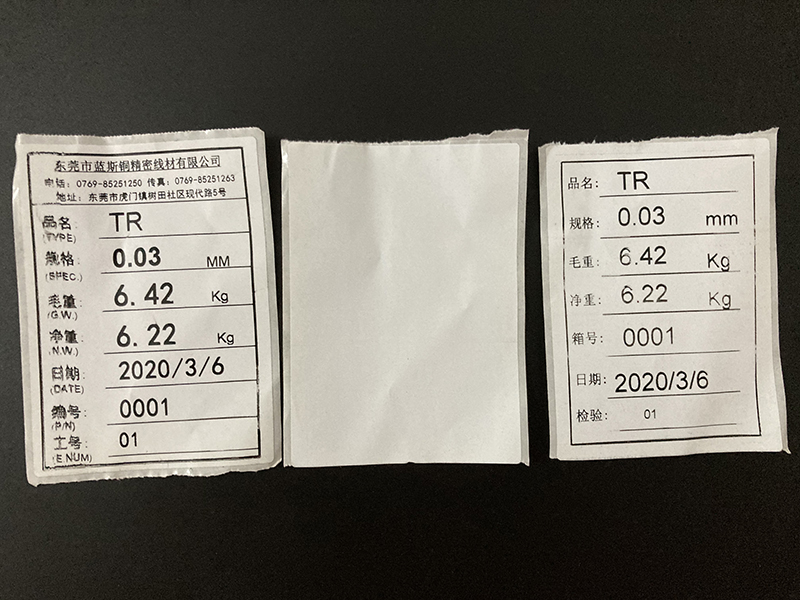 东莞市蓝斯铜精密线材有限公司
电话: 0769-85251250 传真: 0769-85251263
地址: 东莞市虎门镇树田社区现代路5号
品名: TR
(TYPE)
规格: 0.03 MM
(SPEC.)
毛重: 6.42 Kg
(G.W.)
净重: 6.22 Kg
(N.W.)
日期: 2020/3/6
(DATE)
编号: 0001
(P/N)
工号: 01
(E.NUM)
品名: TR
规格: 0.03 mm
毛重: 6.42 Kg
净重: 6.22 Kg
箱号: 0001
日期: 2020/3/6
检验: 01